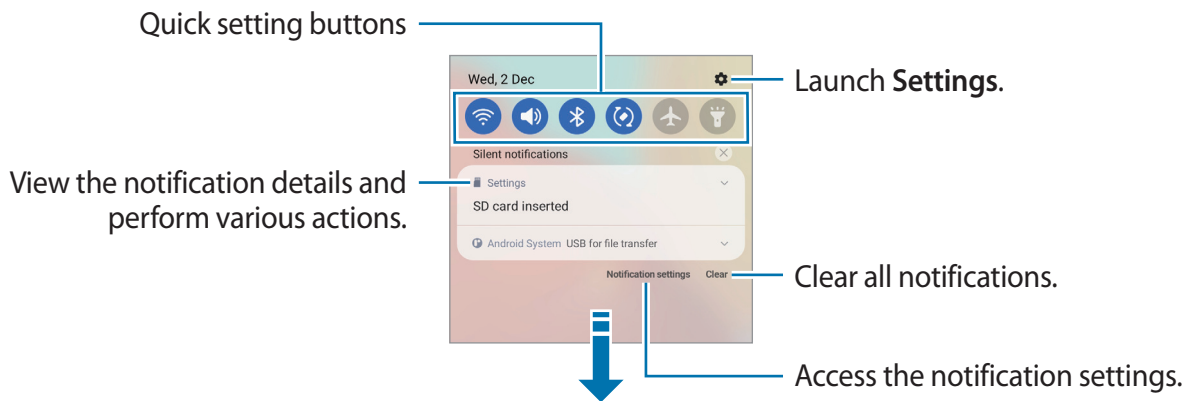 Quick setting buttons
Wed, 2 Dec
Launch Settings.
Silent notifications
View the notification details and
perform various actions.
Settings
SD card inserted
Android System USB for file transfer
Notification settings Clear
Clear all notifications.
Access the notification settings.